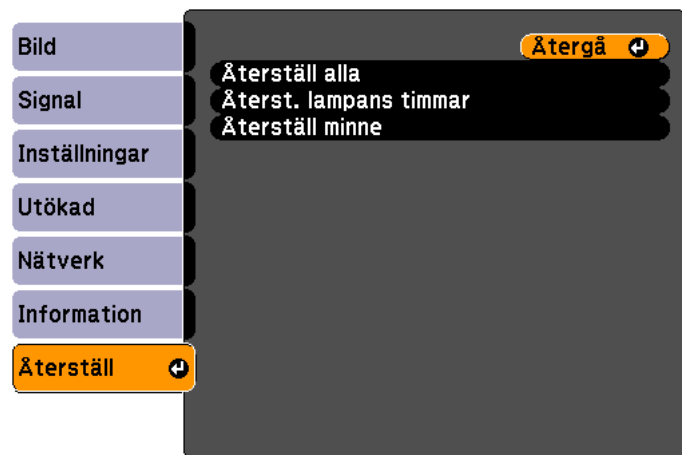 Bild
Signal
Inställningar
Utökad
Nätverk
Information
Återställ
Återgå
Återställ alla
Återst. lampans timmar
Återställ minne